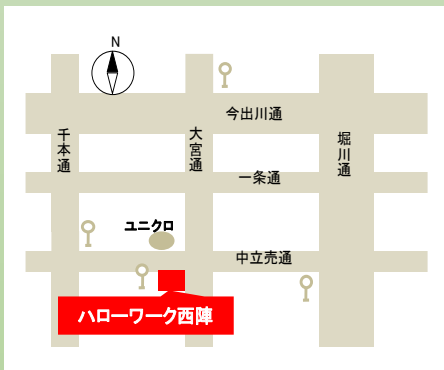 N
今出川通
千本通
大宮通
堀川通
一条通
ユニクロ
中立売通
ハローワーク西陣